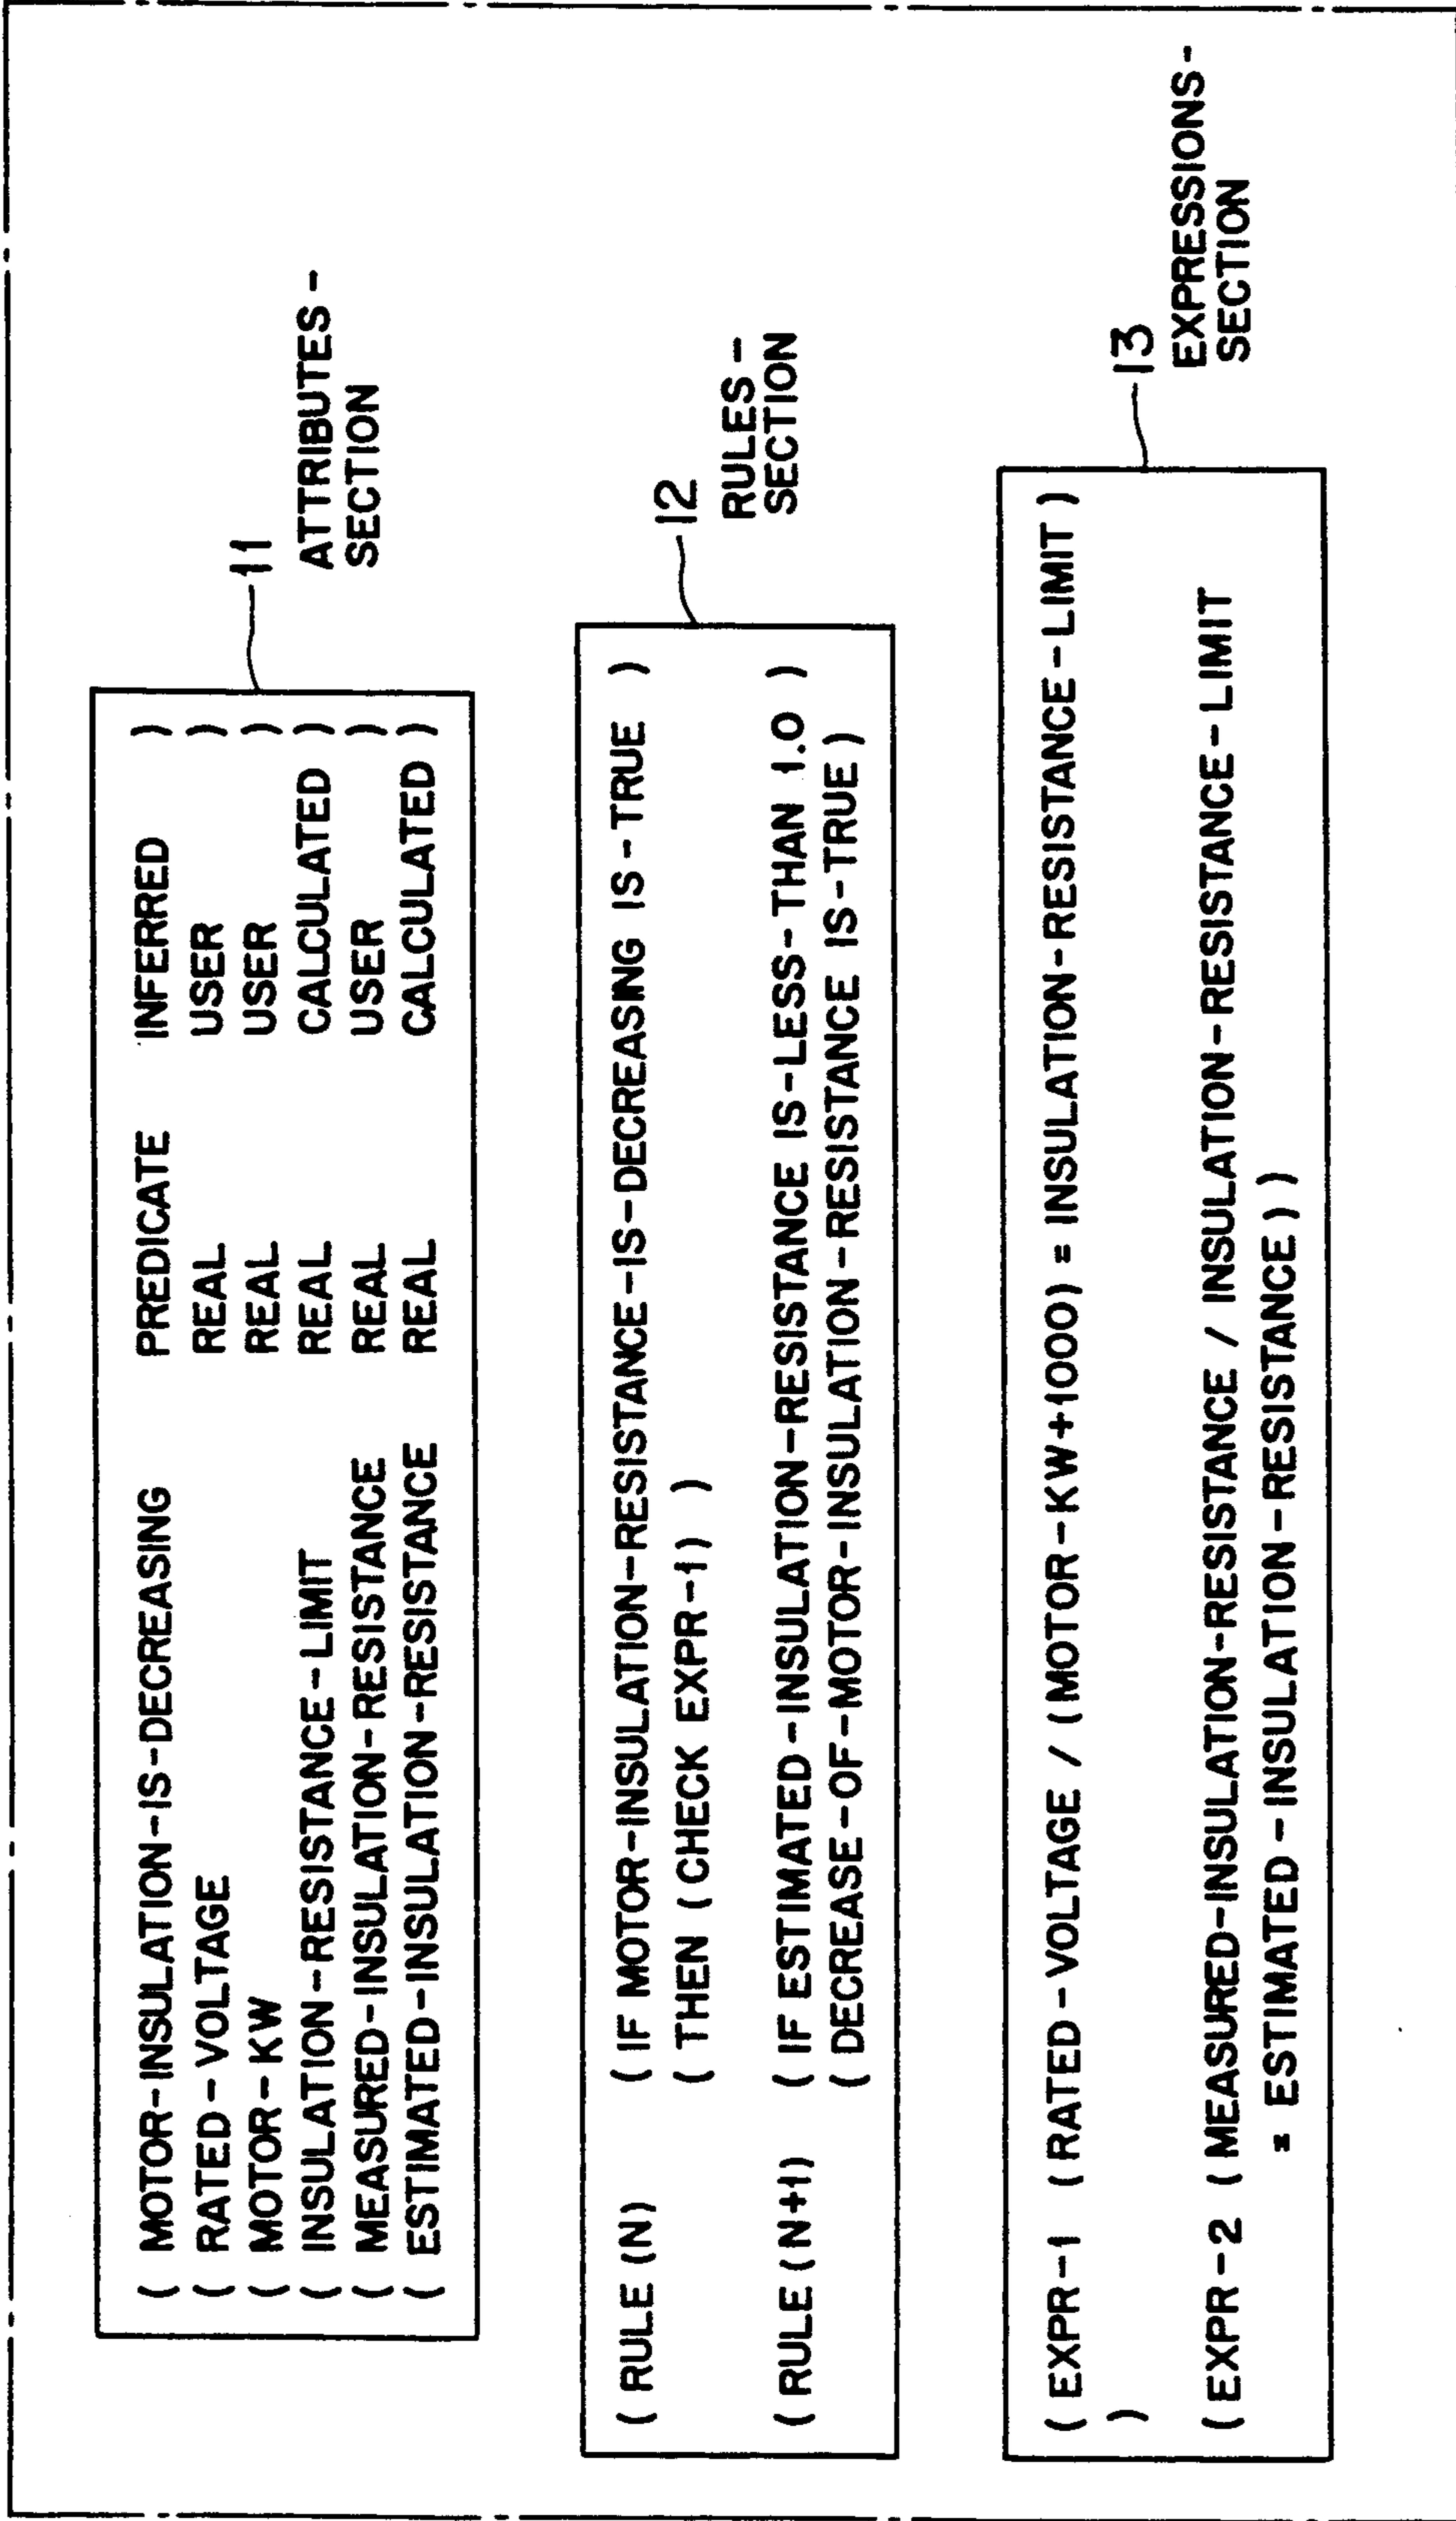 ( MOTOR-INSULATION-IS-DECREASING PREDICATE INFERRED )
( RATED-VOLTAGE REAL USER )
( MOTOR-KW REAL USER )
( INSULATION-RESISTANCE-LIMIT REAL CALCULATED )
( MEASURED-INSULATION-RESISTANCE REAL USER )
( ESTIMATED-INSULATION-RESISTANCE REAL CALCULATED )
11
ATTRIBUTES-
SECTION
( RULE (N) ( IF MOTOR-INSULATION-RESISTANCE-IS-DECREASING IS-TRUE )
( THEN ( CHECK EXPR-1) )
( RULE (N+1) ( IF ESTIMATED-INSULATION-RESISTANCE IS-LESS-THAN 1.0 )
( DECREASE-OF-MOTOR-INSULATION-RESISTANCE IS-TRUE )
12
RULES-
SECTION
( EXPR-1 ( RATED-VOLTAGE / (MOTOR-KW+1000) = INSULATION-RESISTANCE-LIMIT )
)
( EXPR-2 ( MEASURED-INSULATION-RESISTANCE / INSULATION-RESISTANCE-LIMIT
= ESTIMATED-INSULATION-RESISTANCE ) )
13
EXPRESSIONS-
SECTION